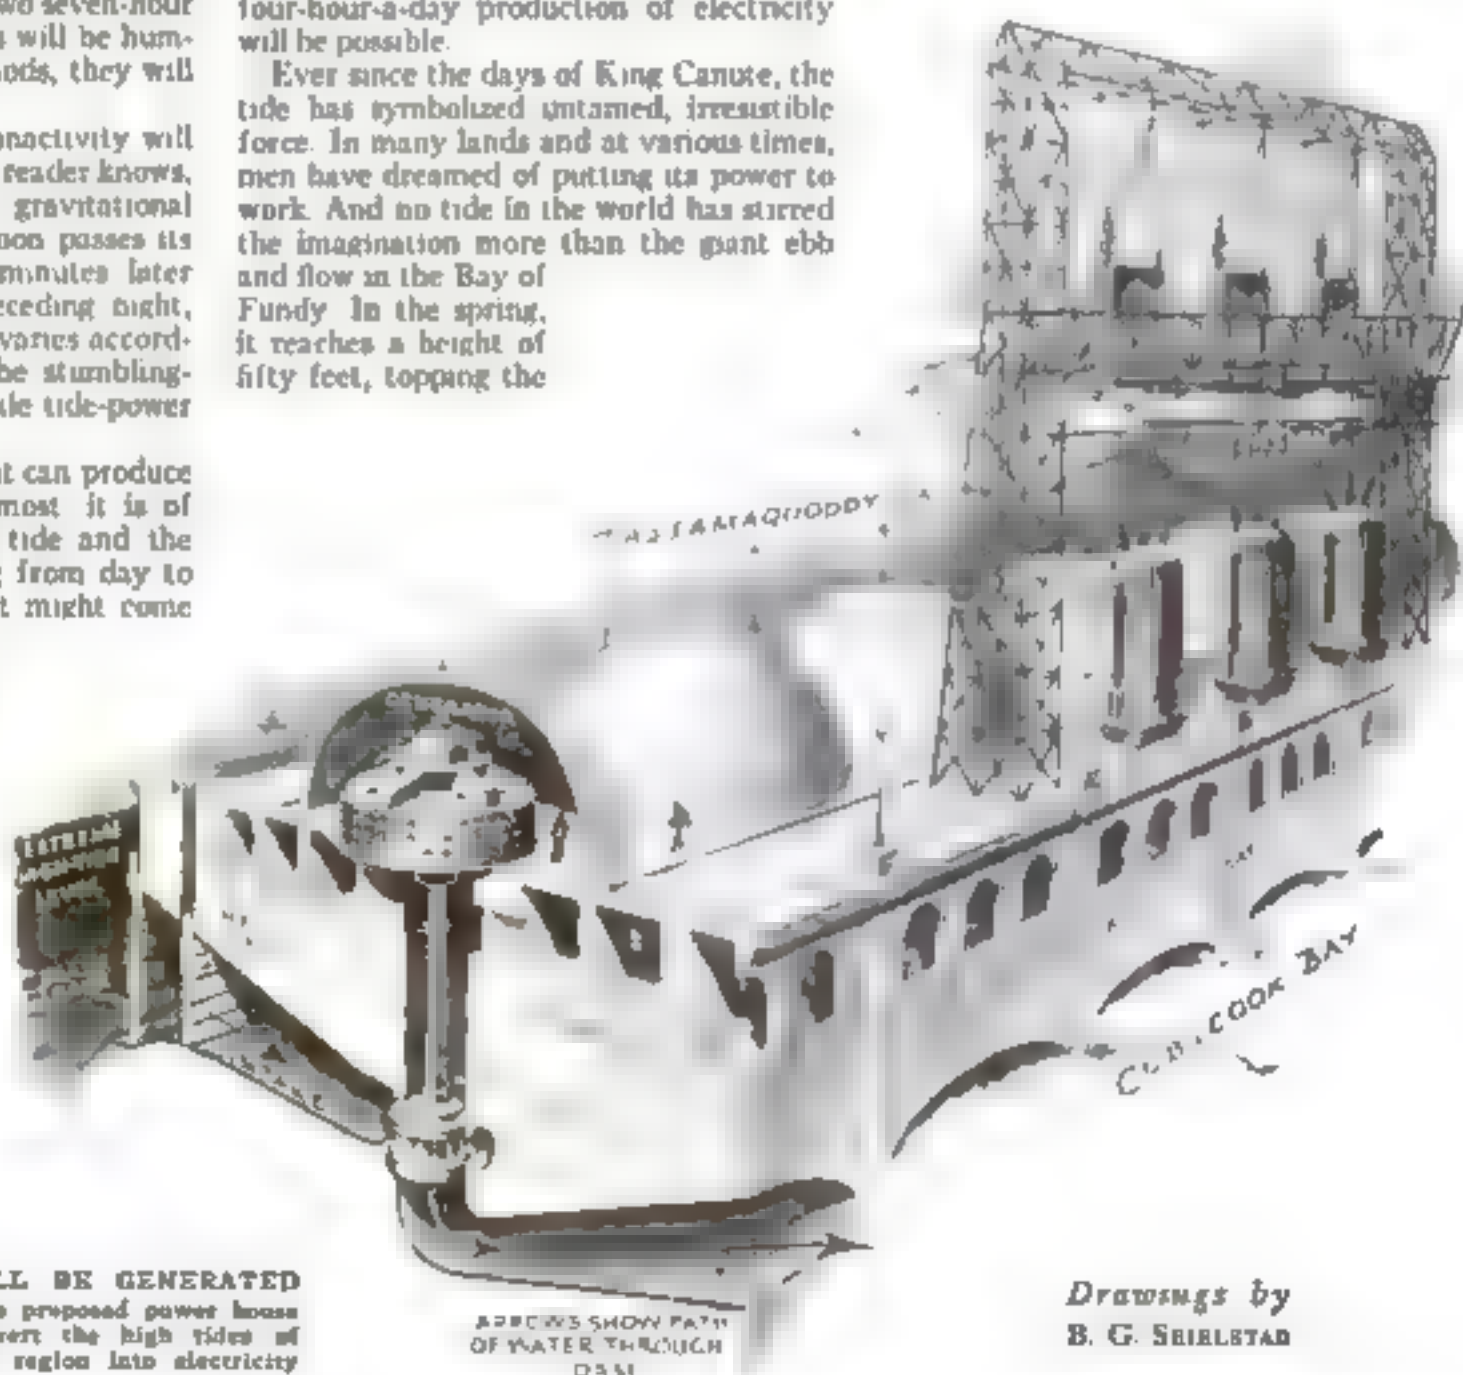 two seven-hour
will be hum-
they will
inactivity will
reader knows,
gravitational
passes its
minutes later
preceding night,
varies accord-
stumbling-
tide-power
can produce
most it is of
tide and the
from day to
might come
four-hour-a-day production of electricity
will be possible.
Ever since the days of King Canute, the
tide has symbolized untamed, irresistible
force. In many lands and at various times,
men have dreamed of putting its power to
work. And no tide in the world has stirred
the imagination more than the giant ebb
and flow in the Bay of
Fundy. In the spring,
it reaches a height of
fifty feet, topping the
PASSAMAQUODDY
COBSCOOK BAY
BE GENERATED
proposed power house
the high tides of
region into electricity
ARROWS SHOW PATH
OF WATER THROUGH
Drawings by
B. G. SEIELSTAD